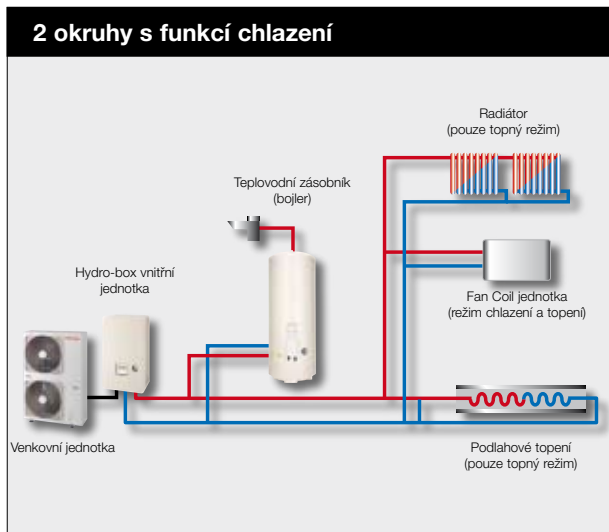 2 okruhy s funkcí chlazení
Radiátor
(pouze topný režim)
Teplovodní zásobník
(bojler)
Hydro-box vnitřní
jednotka
Fan Coil jednotka
(režim chlazení a topení)
Venkovní jednotka
Podlahové topení
(pouze topný režim)